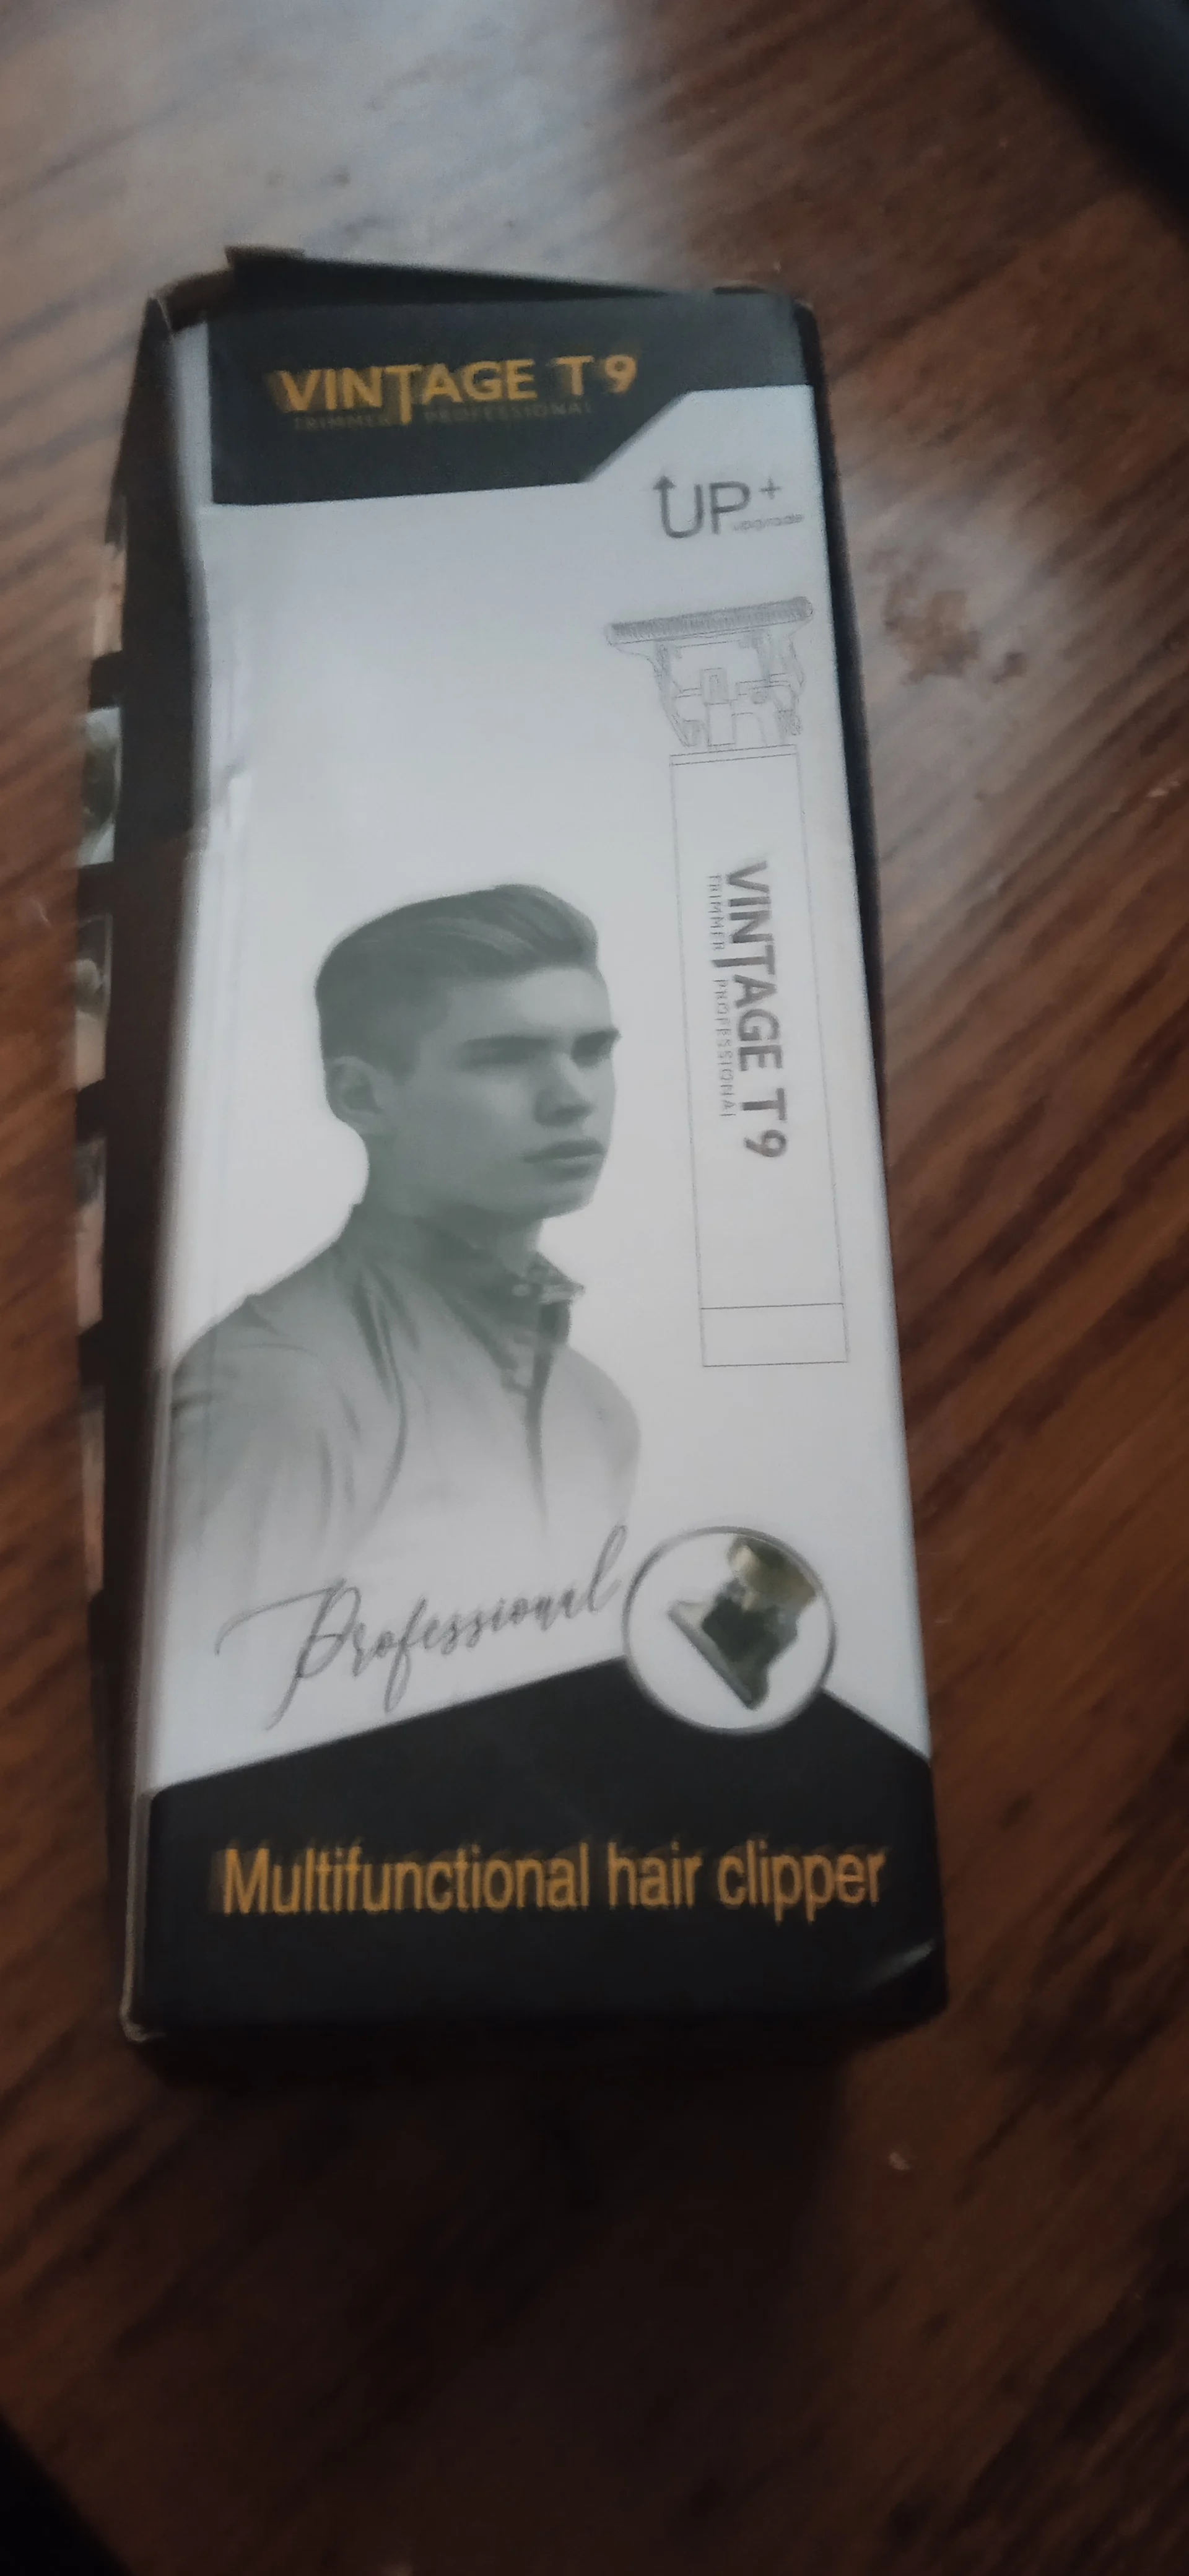 VINTAGE T9
TRIMMER PROFESSIONAL
UP+
upgrade
VINTAGE T9
TRIMMER PROFESSIONAL
Professional
Multifunctional hair clipper